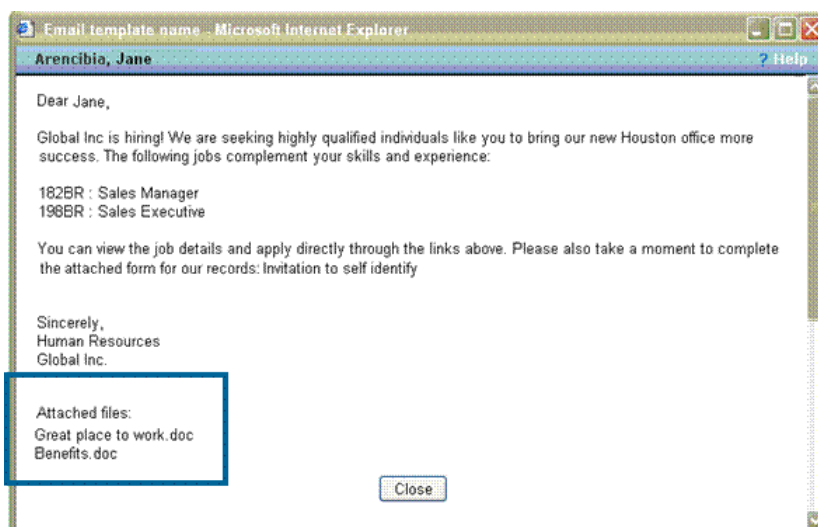 Email template name - Microsoft Internet Explorer
Arencibia, Jane
? Help
Dear Jane,
Global Inc is hiring! We are seeking highly qualified individuals like you to bring our new Houston office more
success. The following jobs complement your skills and experience:
182BR : Sales Manager
198BR : Sales Executive
You can view the job details and apply directly through the links above. Please also take a moment to complete
the attached form for our records: Invitation to self identify
Sincerely,
Human Resources
Global Inc.
Attached files:
Great place to work.doc
Benefits.doc
Close